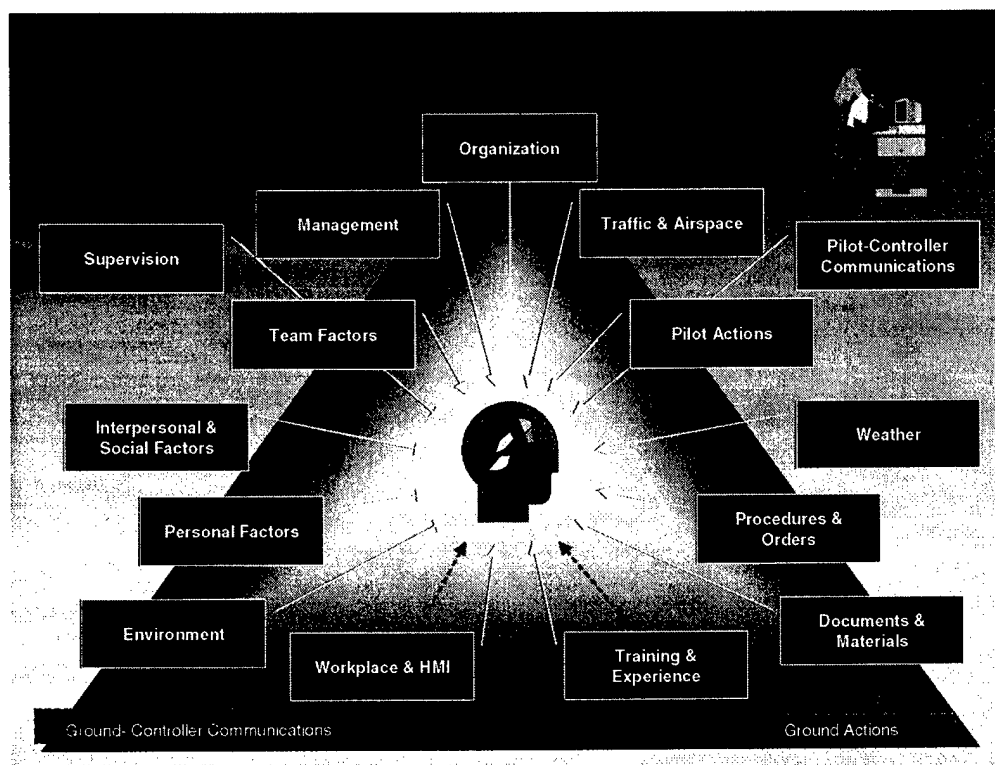 Organization
Management
Traffic & Airspace
Supervision
Pilot-Controller
Communications
Team Factors
Pilot Actions
Interpersonal &
Social Factors
Weather
Personal Factors
Procedures &
Orders
Environment
Workplace & HMI
Training &
Experience
Documents &
Materials
Ground- Controller Communications
Ground Actions